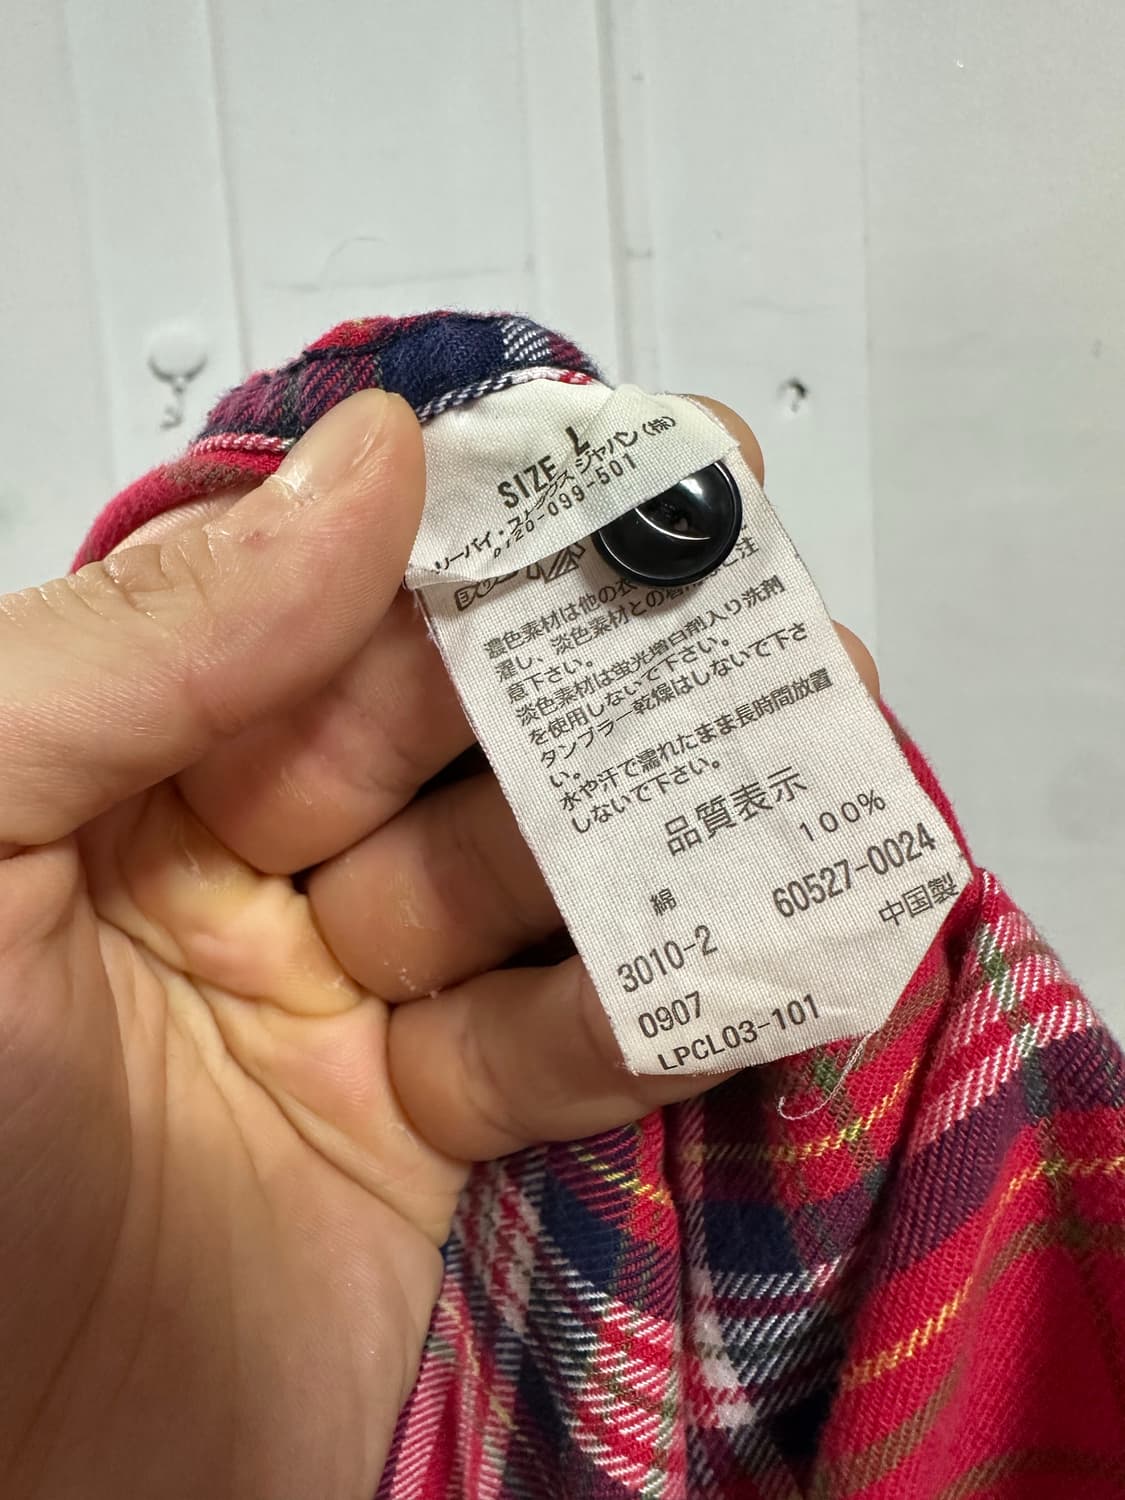 SIZE L
リーバイ・ストラウス ジャパン(株)
0120-099-501
濃色素材は他の衣
濯し、淡色素材との着 ご注
意下さい。
淡色素材は蛍光増白剤入り洗剤
を使用しないで下さい。
タンブラー乾燥はしないで下さ
い。
水や汗で濡れたまま長時間放置
しないで下さい。
品質表示
綿 100%
3010-2 60527-0024
0907 中国製
LPCL03-101